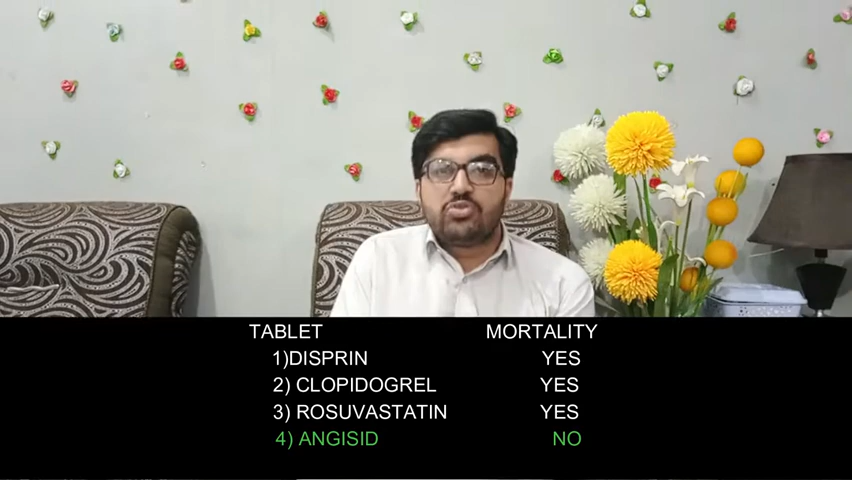 TABLET MORTALITY
1)DISPRIN YES
2) CLOPIDOGREL YES
3) ROSUVASTATIN YES
4) ANGISID NO